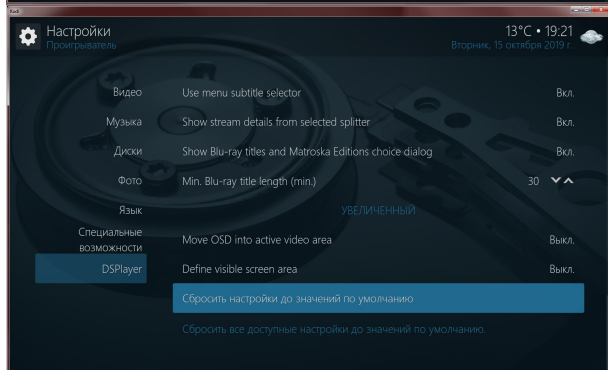 Kodi
Настройки
Проигрыватель
13°C • 19:21
Вторник, 15 октября 2019 г.
Видео
Use menu subtitle selector
Вкл.
Музыка
Show stream details from selected splitter
Вкл.
Диски
Show Blu-ray titles and Matroska Editions choice dialog
Вкл.
Фото
Min. Blu-ray title length (min.)
30
Язык
УВЕЛИЧЕННЫЙ
Специальные
возможности
Move OSD into active video area
Выкл.
DSPlayer
Define visible screen area
Выкл.
Сбросить настройки до значений по умолчанию
Сбросить все доступные настройки до значений по умолчанию.